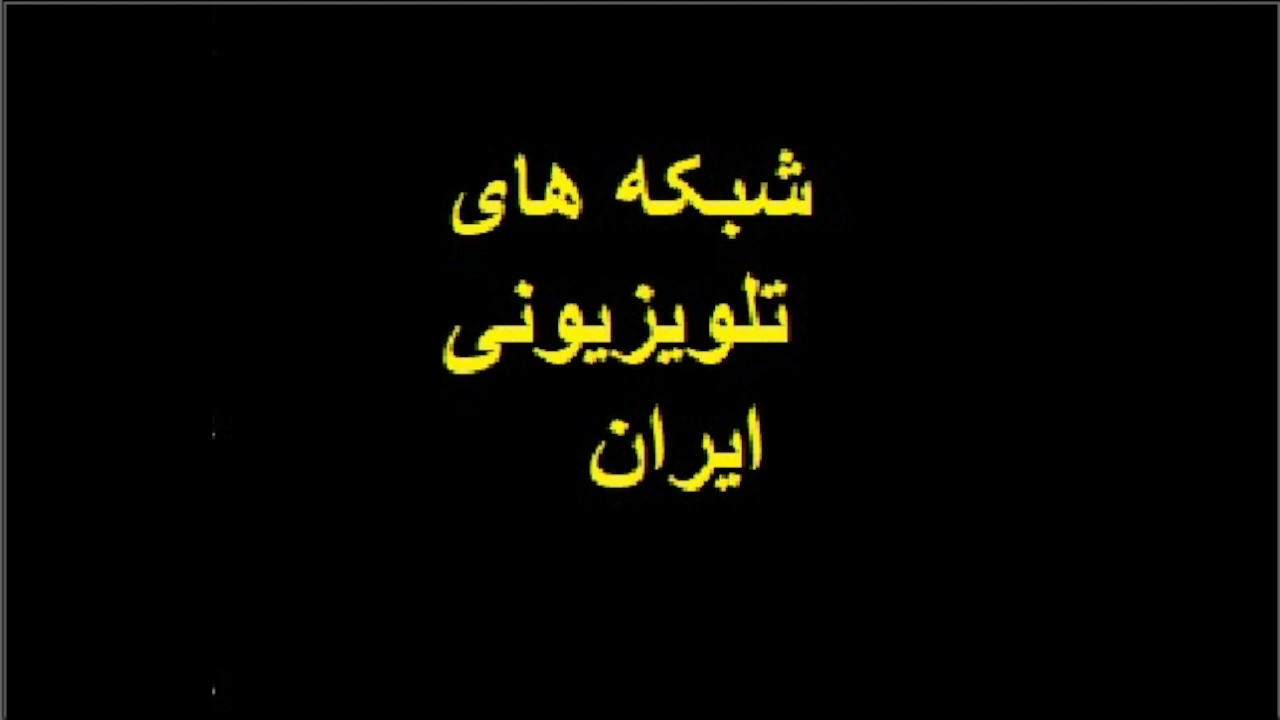 شبکه های
تلویزیونی
ایران